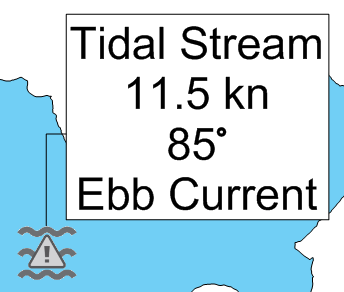 Tidal Stream
11.5 kn
85°
Ebb Current
!